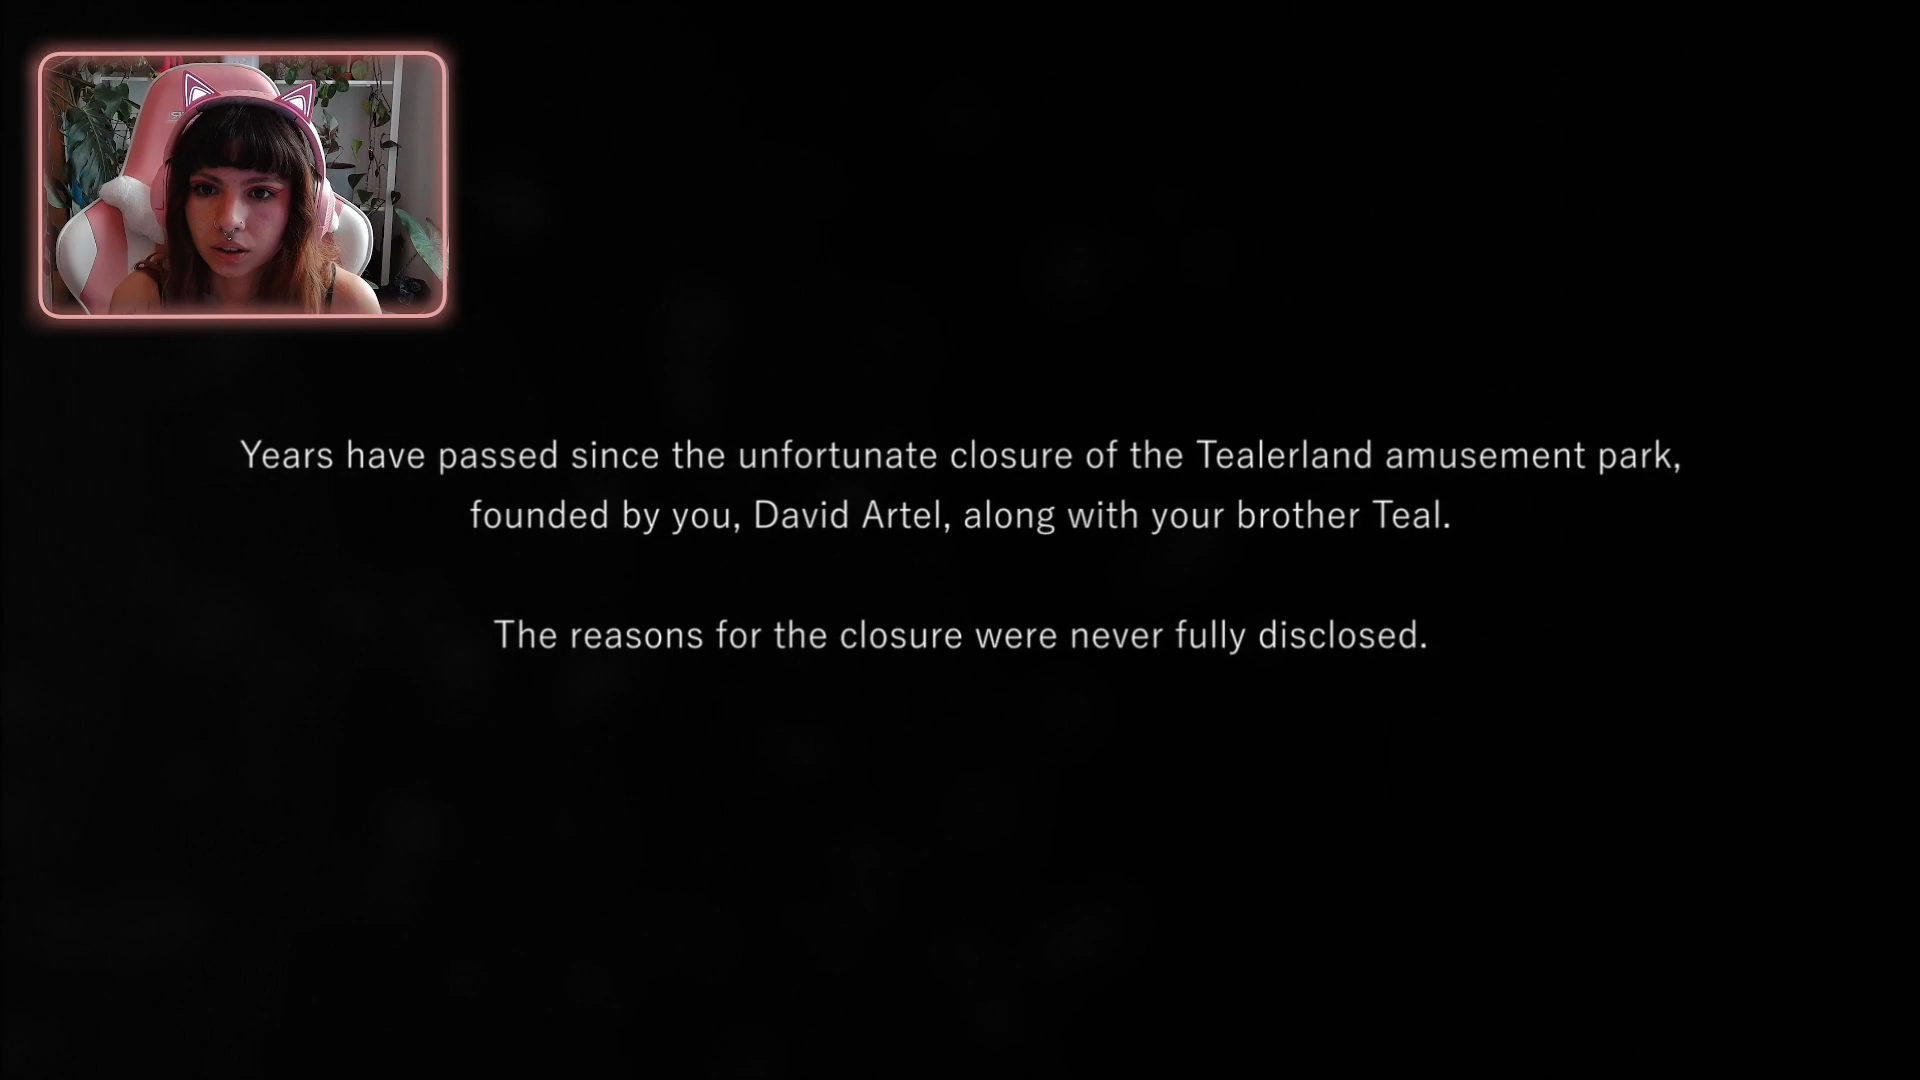 Years have passed since the unfortunate closure of the Tealerland amusement park,
founded by you, David Artel, along with your brother Teal.
The reasons for the closure were never fully disclosed.